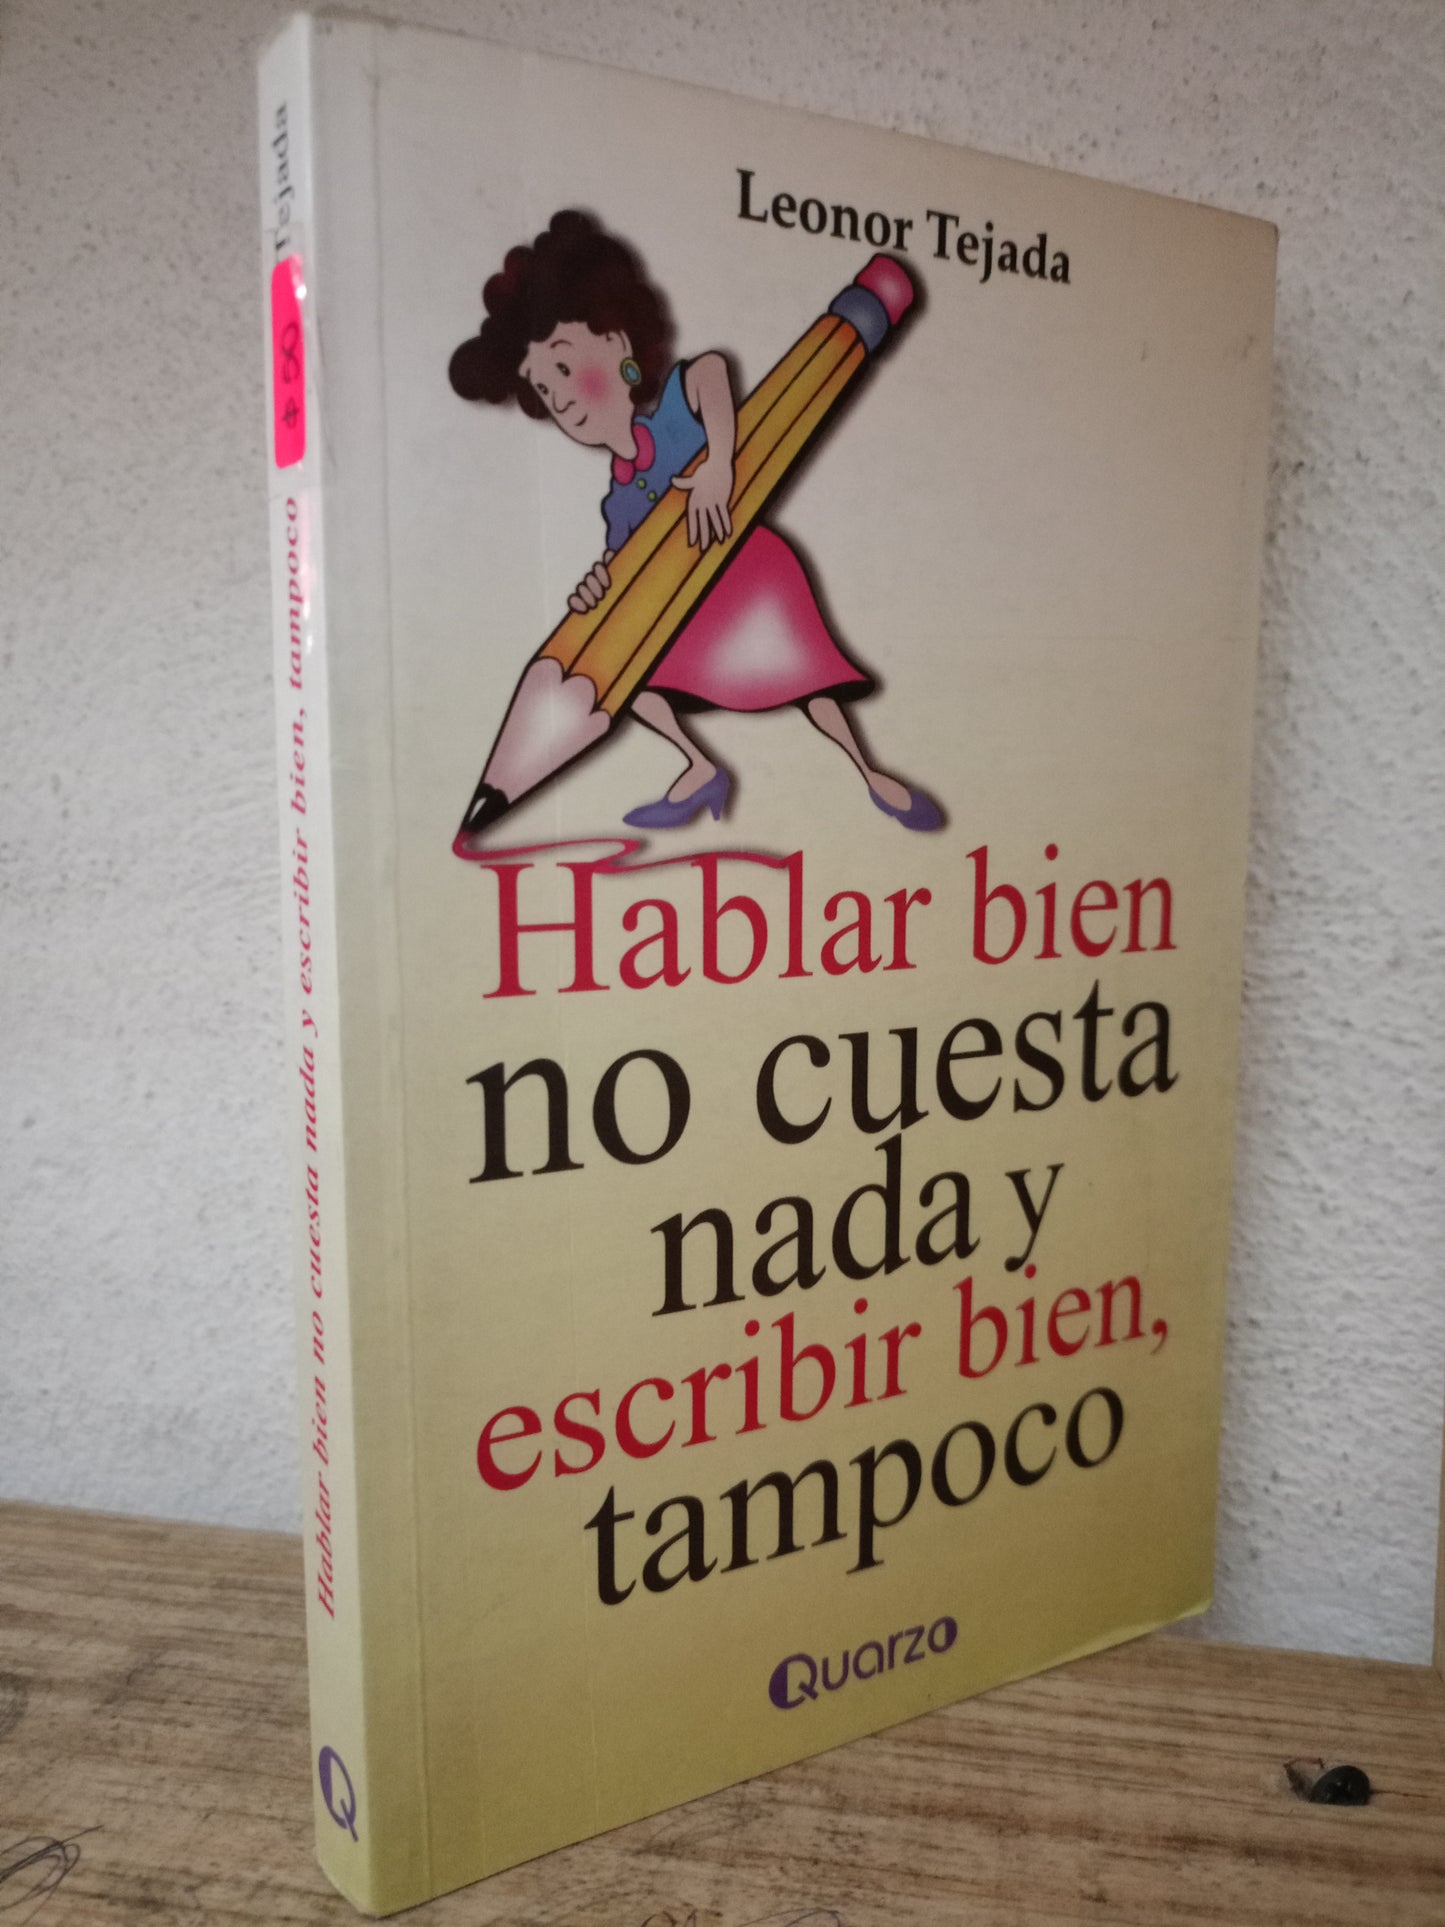 Leonor Tejada
Hablar bien
no cuesta
nada y
escribir bien,
tampoco
Quarzo
Hablar bien no cuesta nada y escribir bien, tampoco
Tejada
Q